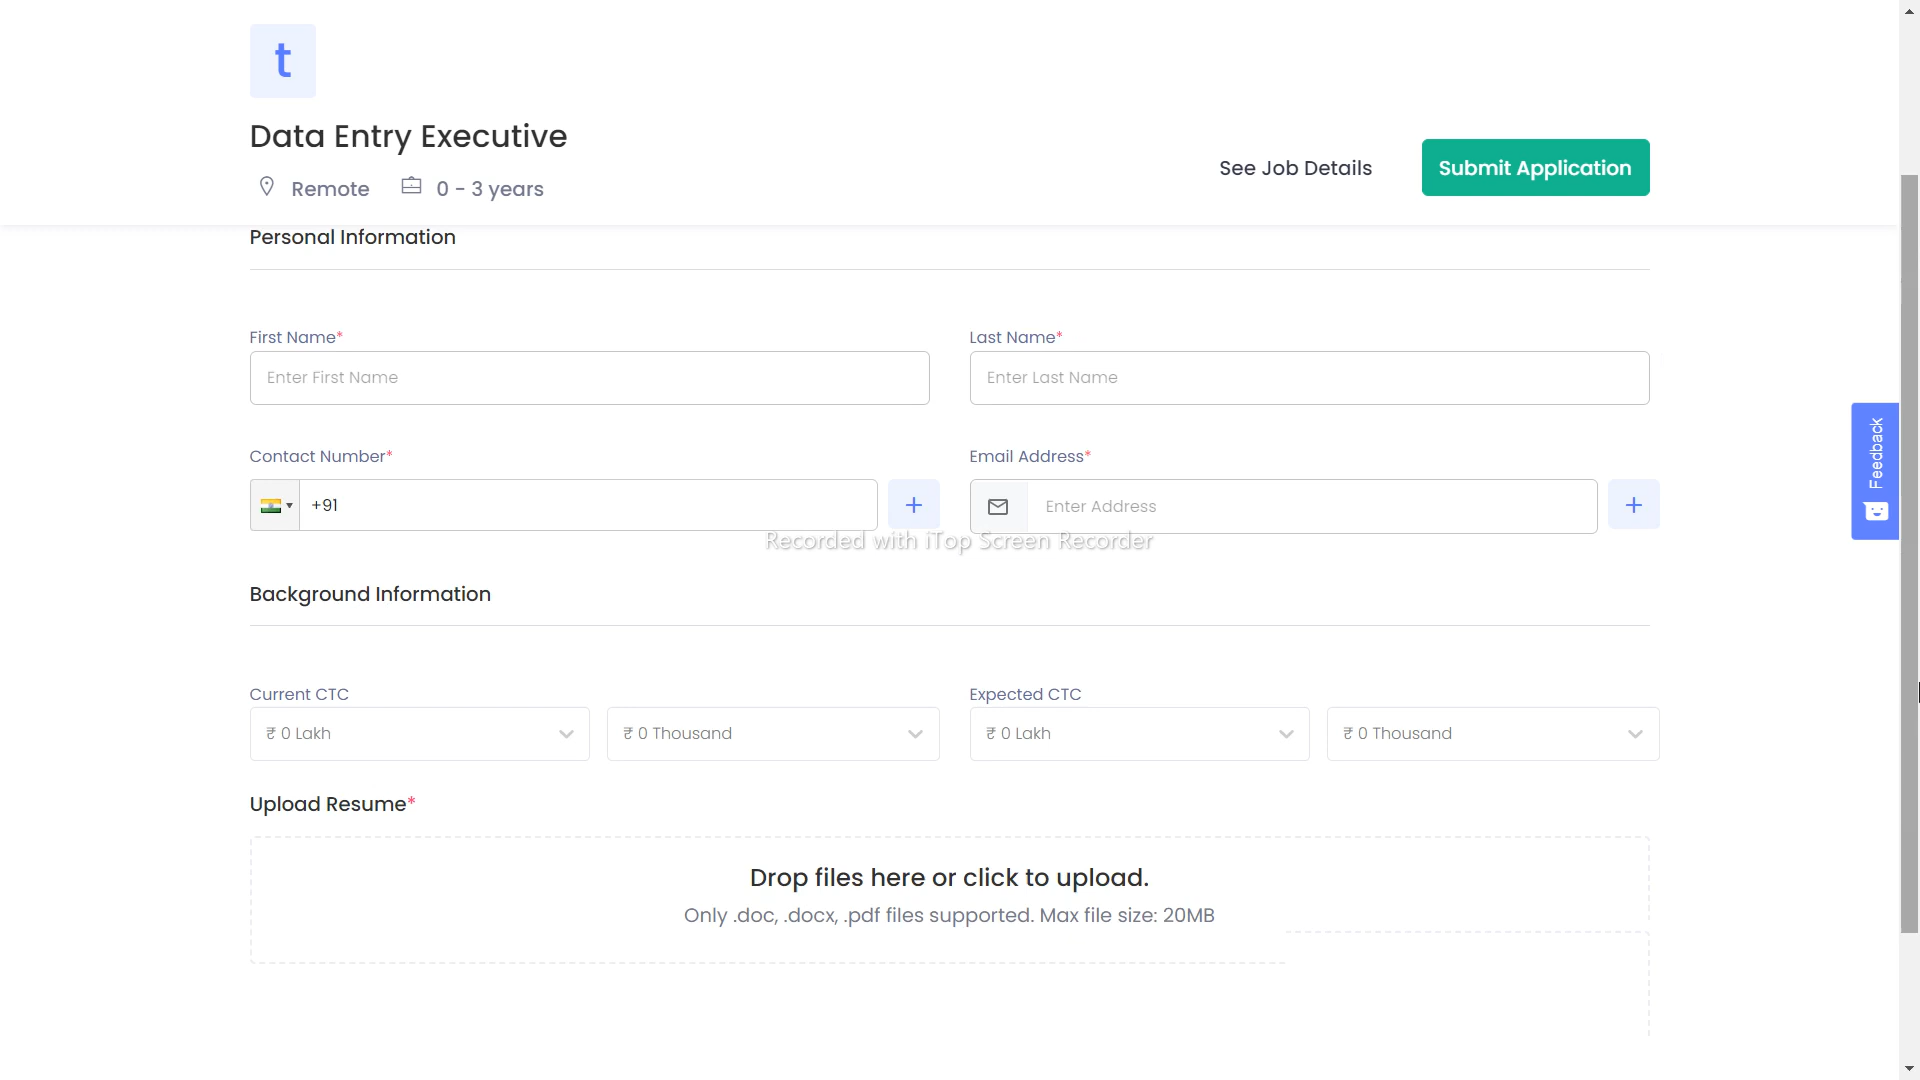 t
Data Entry Executive
Remote 0 - 3 years
See Job Details
Submit Application
Personal Information
First Name*
Last Name*
Enter First Name
Enter Last Name
Contact Number*
Email Address*
+91
Enter Address
Recorded with iTop Screen Recorder
Feedback
Background Information
Current CTC
Expected CTC
₹ 0 Lakh
₹ 0 Thousand
₹ 0 Lakh
₹ 0 Thousand
Upload Resume*
Drop files here or click to upload.
Only .doc, .docx, .pdf files supported. Max file size: 20MB